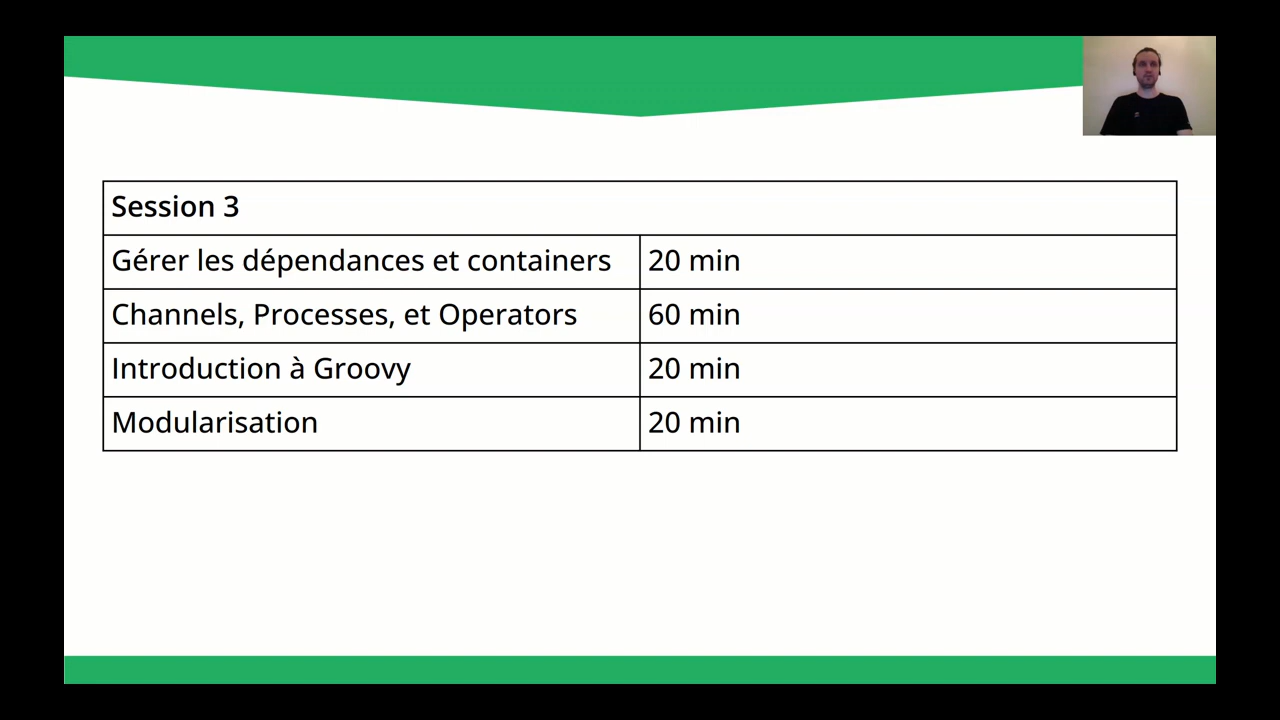 Session 3
Gérer les dépendances et containers 20 min
Channels, Processes, et Operators 60 min
Introduction à Groovy 20 min
Modularisation 20 min